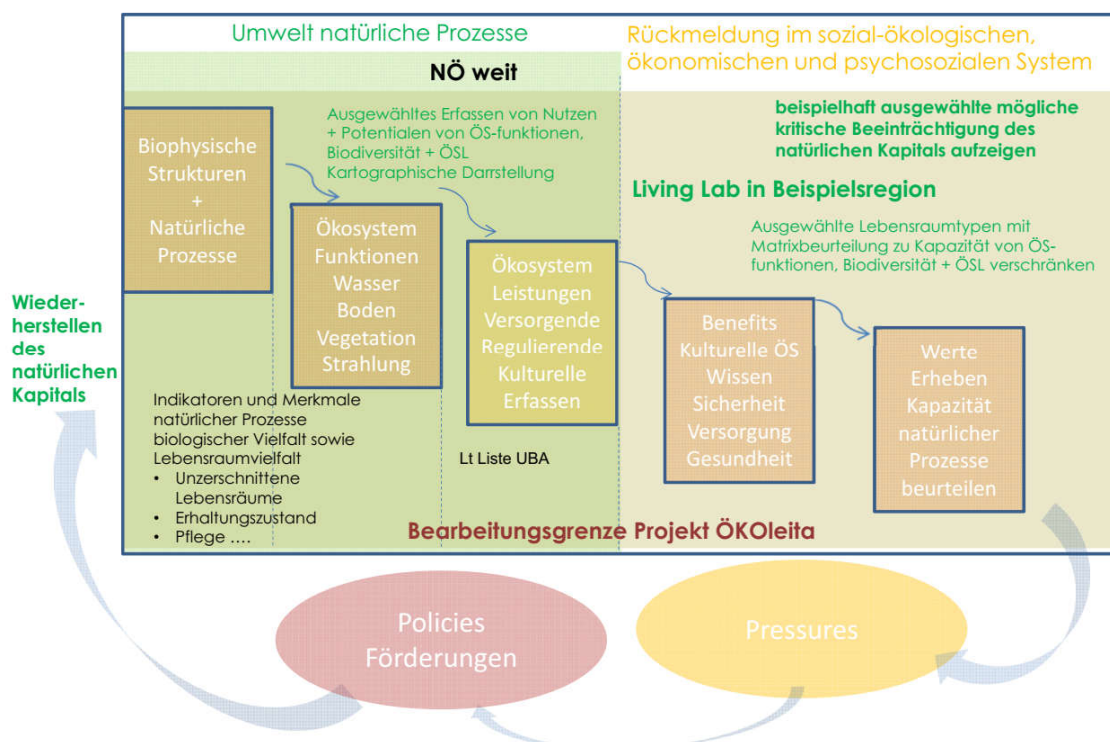 Umwelt natürliche Prozesse
Rückmeldung im sozial-ökologischen,
ökonomischen und psychosozialen System
NÖ weit
Ausgewähltes Erfassen von Nutzen
+ Potentialen von ÖS-funktionen,
Biodiversität + ÖSL
Kartographische Darrstellung
beispielhaft ausgewählte mögliche
kritische Beeinträchtigung des
natürlichen Kapitals aufzeigen
Living Lab in Beispielsregion
Ausgewählte Lebensraumtypen mit
Matrixbeurteilung zu Kapazität von ÖS-
funktionen, Biodiversität + ÖSL verschränken
Biophysische
Strukturen
+
Natürliche
Prozesse
Ökosystem
Funktionen
Wasser
Boden
Vegetation
Strahlung
Ökosystem
Leistungen
Versorgende
Regulierende
Kulturelle
Erfassen
Benefits
Kulturelle ÖS
Wissen
Sicherheit
Versorgung
Gesundheit
Werte
Erheben
Kapazität
natürlicher
Prozesse
beurteilen
Wieder-
herstellen
des
natürlichen
Kapitals
Indikatoren und Merkmale
natürlicher Prozesse
biologischer Vielfalt sowie
Lebensraumvielfalt
• Unzerschnittene
Lebensräume
• Erhaltungszustand
• Pflege ....
Lt Liste UBA
Bearbeitungsgrenze Projekt ÖKOleita
Policies
Förderungen
Pressures